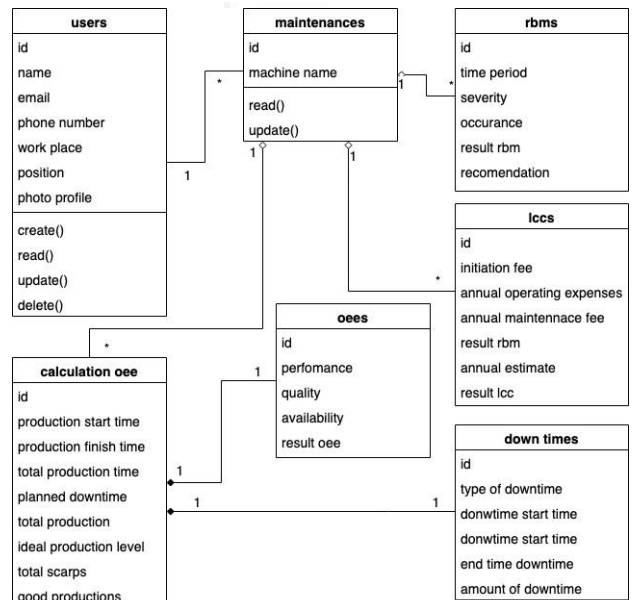 users
id
name
email
phone number
work place
position
photo profile
create()
read()
update()
delete()
maintenances
id
machine name
read()
update()
rbms
id
time period
severity
occurance
result rbm
recomendation
lccs
id
initiation fee
annual operating expenses
annual maintennace fee
result rbm
annual estimate
result lcc
oees
id
perfomance
quality
availability
result oee
calculation oee
id
production start time
production finish time
total production time
planned downtime
total production
ideal production level
total scarps
good productions
down times
id
type of downtime
donwtime start time
donwtime start time
end time downtime
amount of downtime
1
*
1
*
1
*
1
*
1
1
1
1